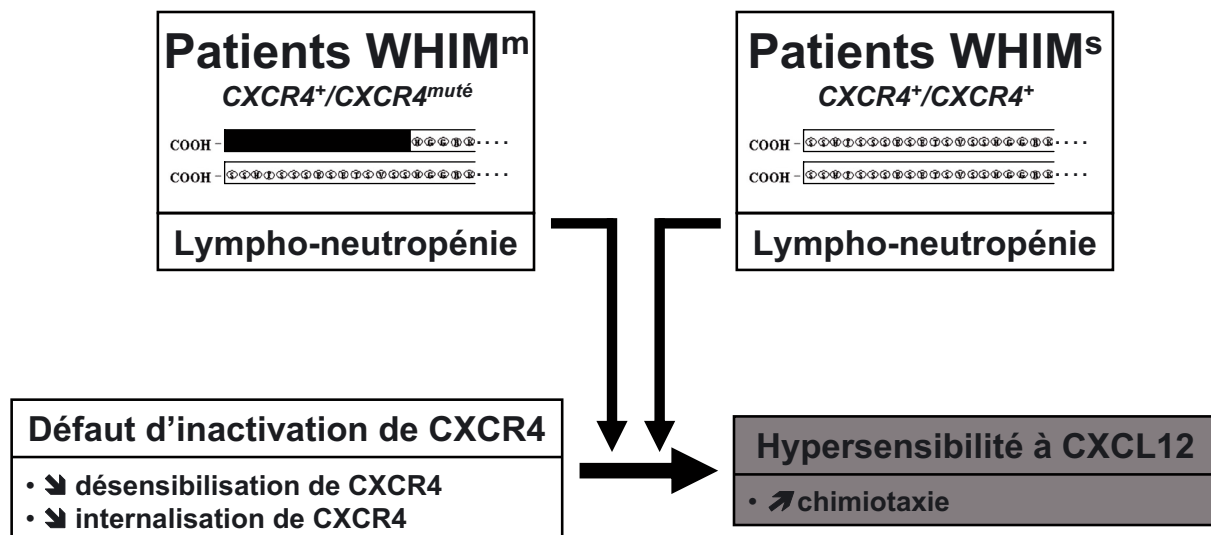 Patients WHIMᵐ
CXCR4⁺/CXCR4ᵐᵘᵗᵉ́
COOH -
COOH -
Lympho-neutropénie
Patients WHIMˢ
CXCR4⁺/CXCR4⁺
COOH -
COOH -
Lympho-neutropénie
Défaut d’inactivation de CXCR4
• ➘ désensibilisation de CXCR4
• ➘ internalisation de CXCR4
Hypersensibilité à CXCL12
• ➚ chimiotaxie